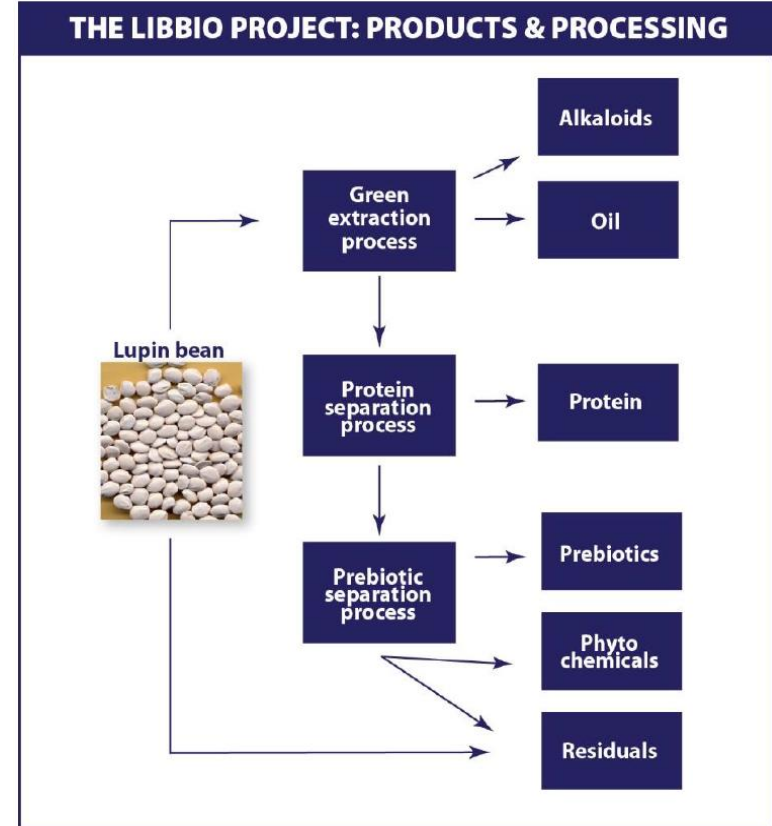 THE LIBBIO PROJECT: PRODUCTS & PROCESSING
Alkaloids
Green
extraction
process
Oil
Lupin bean
Protein
separation
process
Protein
Prebiotic
separation
process
Prebiotics
Phyto
chemicals
Residuals